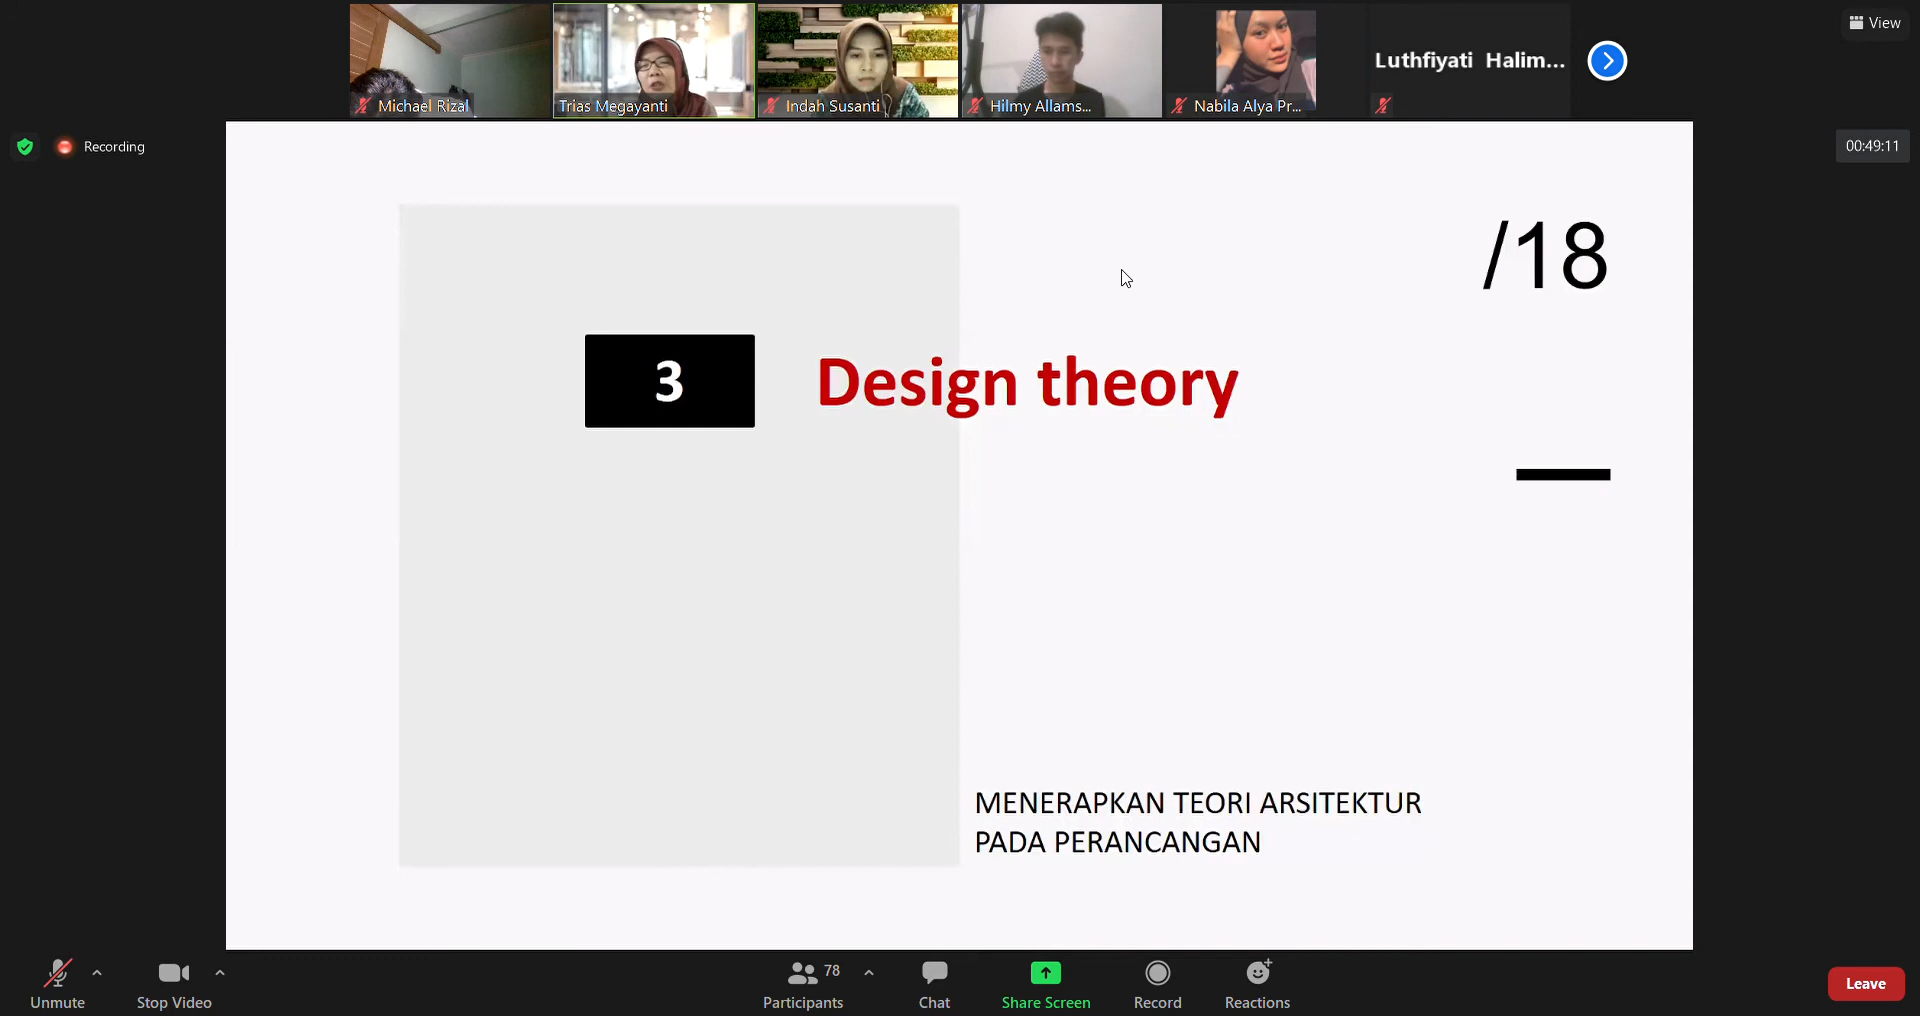 View
Michael Rizal
Trias Megayanti
Indah Susanti
Hilmy Allams...
Nabila Alya Pr...
Luthfiyati Halim...
Recording
00:49:11
/18
3
Design theory
MENERAPKAN TEORI ARSITEKTUR
PADA PERANCANGAN
Unmute
Stop Video
78
Participants
Chat
Share Screen
Record
Reactions
Leave